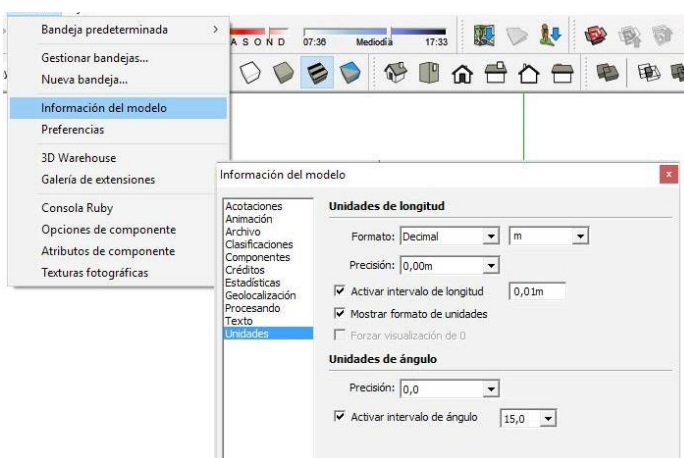 Bandeja predeterminada >
A S O N D 07:36 Mediodía 17:33
Gestionar bandejas...
Nueva bandeja...
Información del modelo
Preferencias
3D Warehouse
Galería de extensiones
Consola Ruby
Opciones de componente
Atributos de componente
Texturas fotográficas
Información del modelo x
Acotaciones
Animación
Archivo
Clasificaciones
Componentes
Créditos
Estadísticas
Geolocalización
Procesando
Texto
Unidades
Unidades de longitud
Formato: Decimal m
Precisión: 0,00m
Activar intervalo de longitud 0,01m
Mostrar formato de unidades
Forzar visualización de 0
Unidades de ángulo
Precisión: 0,0
Activar intervalo de ángulo 15,0